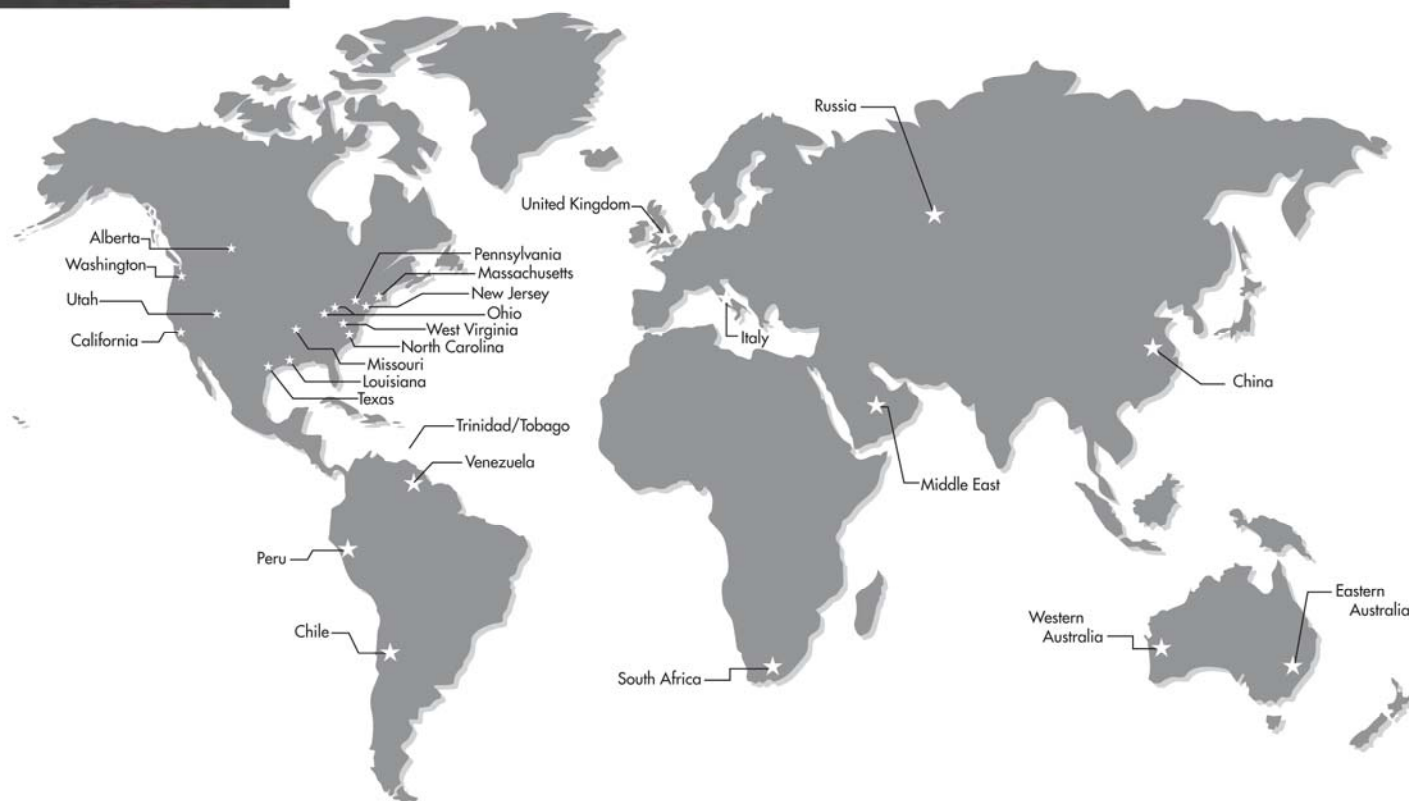 Russia
United Kingdom
Alberta
Washington
Utah
California
Pennsylvania
Massachusetts
New Jersey
Ohio
West Virginia
North Carolina
Missouri
Louisiana
Texas
Italy
China
Trinidad/Tobago
Venezuela
Middle East
Peru
Chile
South Africa
Western
Australia
Eastern
Australia